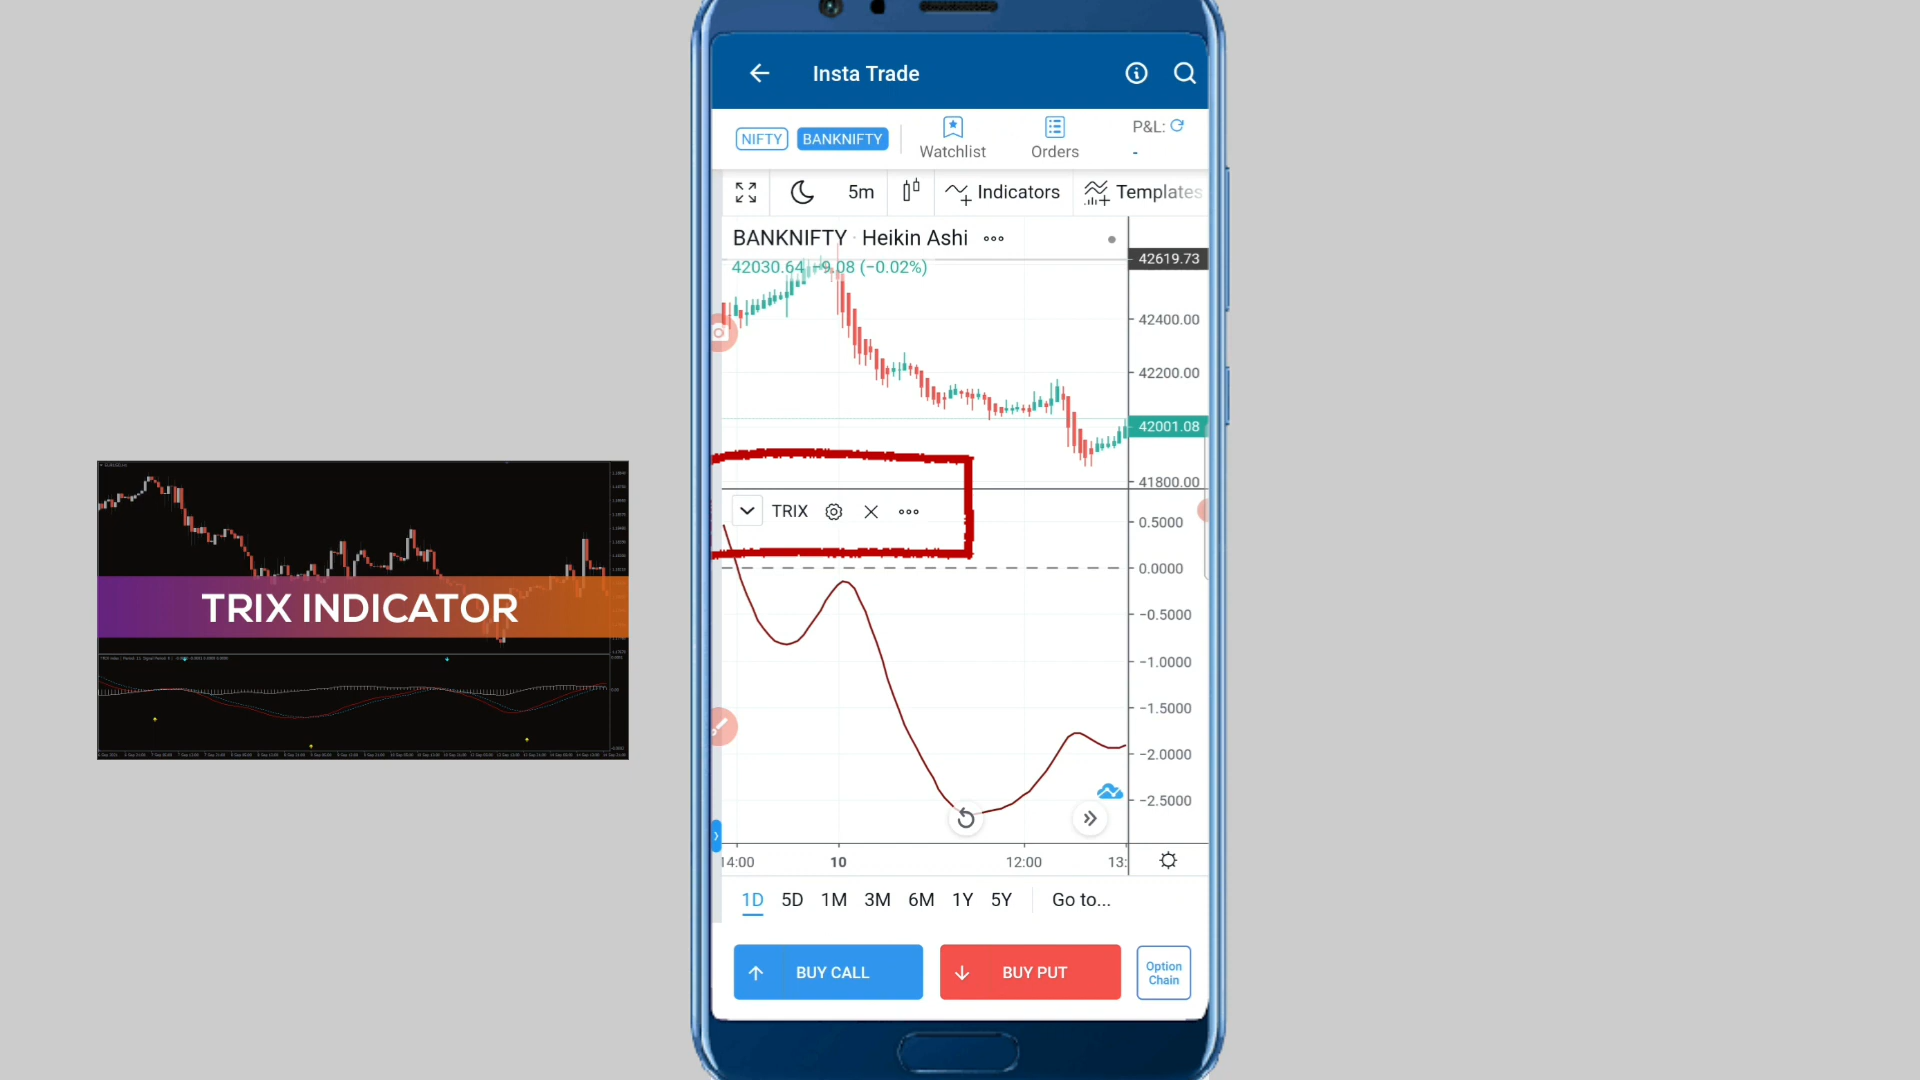 Insta Trade
NIFTY BANKNIFTY Watchlist Orders P&L: -
5m Indicators Templates
BANKNIFTY · Heikin Ashi
42030.64 −9.08 (−0.02%)
42619.73
42400.00
42200.00
42001.08
41800.00
TRIX
0.5000
0.0000
−0.5000
−1.0000
−1.5000
−2.0000
−2.5000
14:00 10 12:00 13:
1D 5D 1M 3M 6M 1Y 5Y Go to...
BUY CALL BUY PUT Option
Chain
TRIX INDICATOR